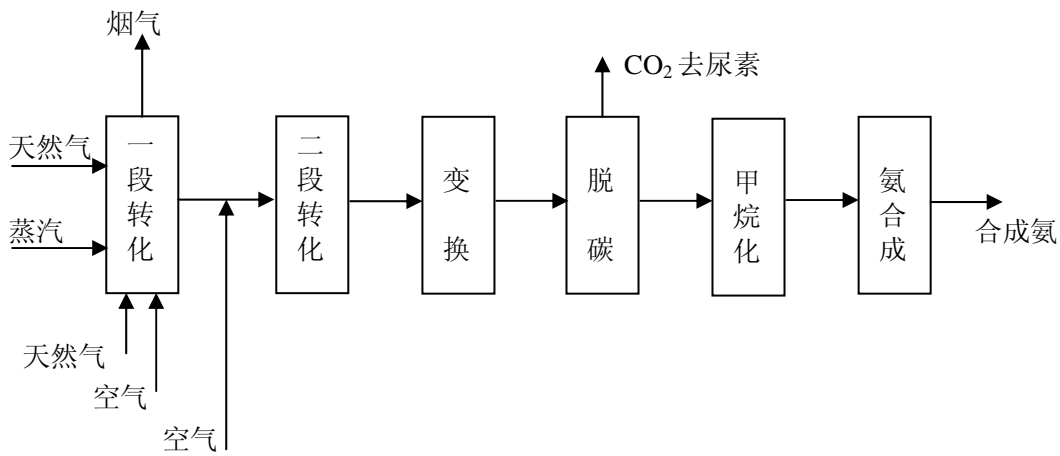 烟气
CO₂ 去尿素
天然气
蒸汽
一段转化
二段转化
变换
脱碳
甲烷化
氨合成
合成氨
天然气
空气
空气